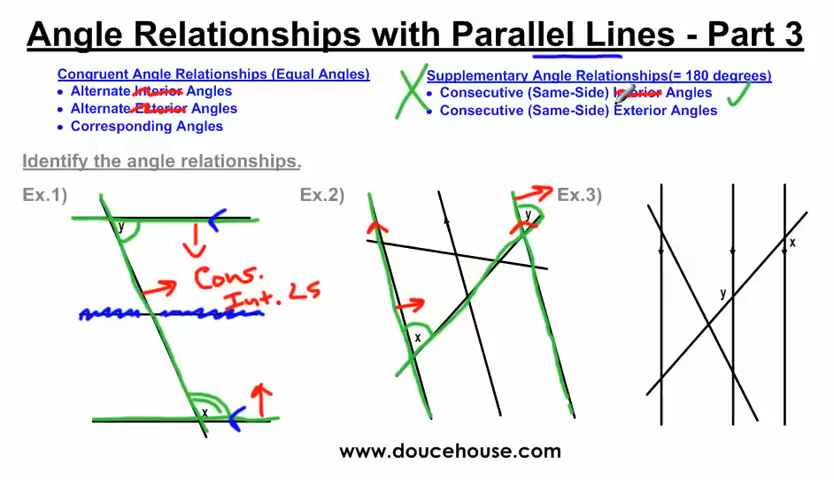 Angle Relationships with Parallel Lines - Part 3
Congruent Angle Relationships (Equal Angles)
• Alternate Interior Angles
• Alternate Exterior Angles
• Corresponding Angles
Supplementary Angle Relationships(= 180 degrees)
• Consecutive (Same-Side) Interior Angles
• Consecutive (Same-Side) Exterior Angles
Identify the angle relationships.
Ex.1)
y
Cons.
Int. ∠s
x
Ex.2)
y
x
Ex.3)
x
y
www.doucehouse.com